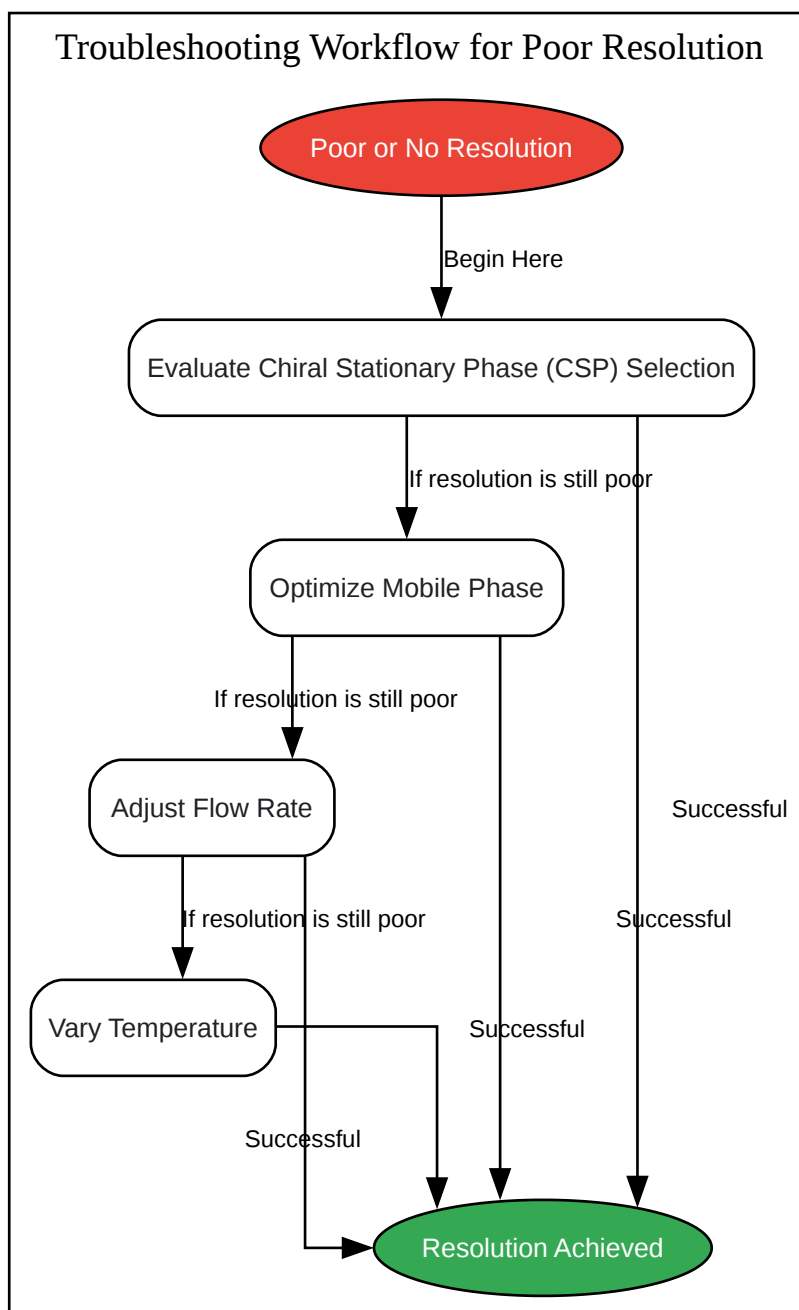 Troubleshooting Workflow for Poor Resolution
Poor or No Resolution
Begin Here
Evaluate Chiral Stationary Phase (CSP) Selection
If resolution is still poor
Optimize Mobile Phase
If resolution is still poor
Adjust Flow Rate
Successful
If resolution is still poor
Successful
Vary Temperature
Successful
Successful
Resolution Achieved